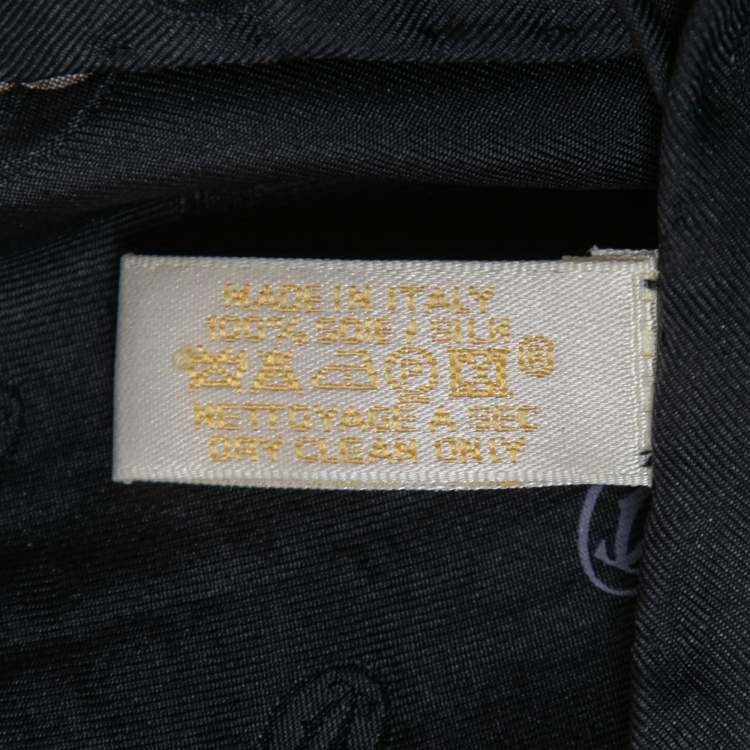 MADE IN ITALY
100% SOIE / SILK
P
NETTOYAGE A SEC
DRY CLEAN ONLY